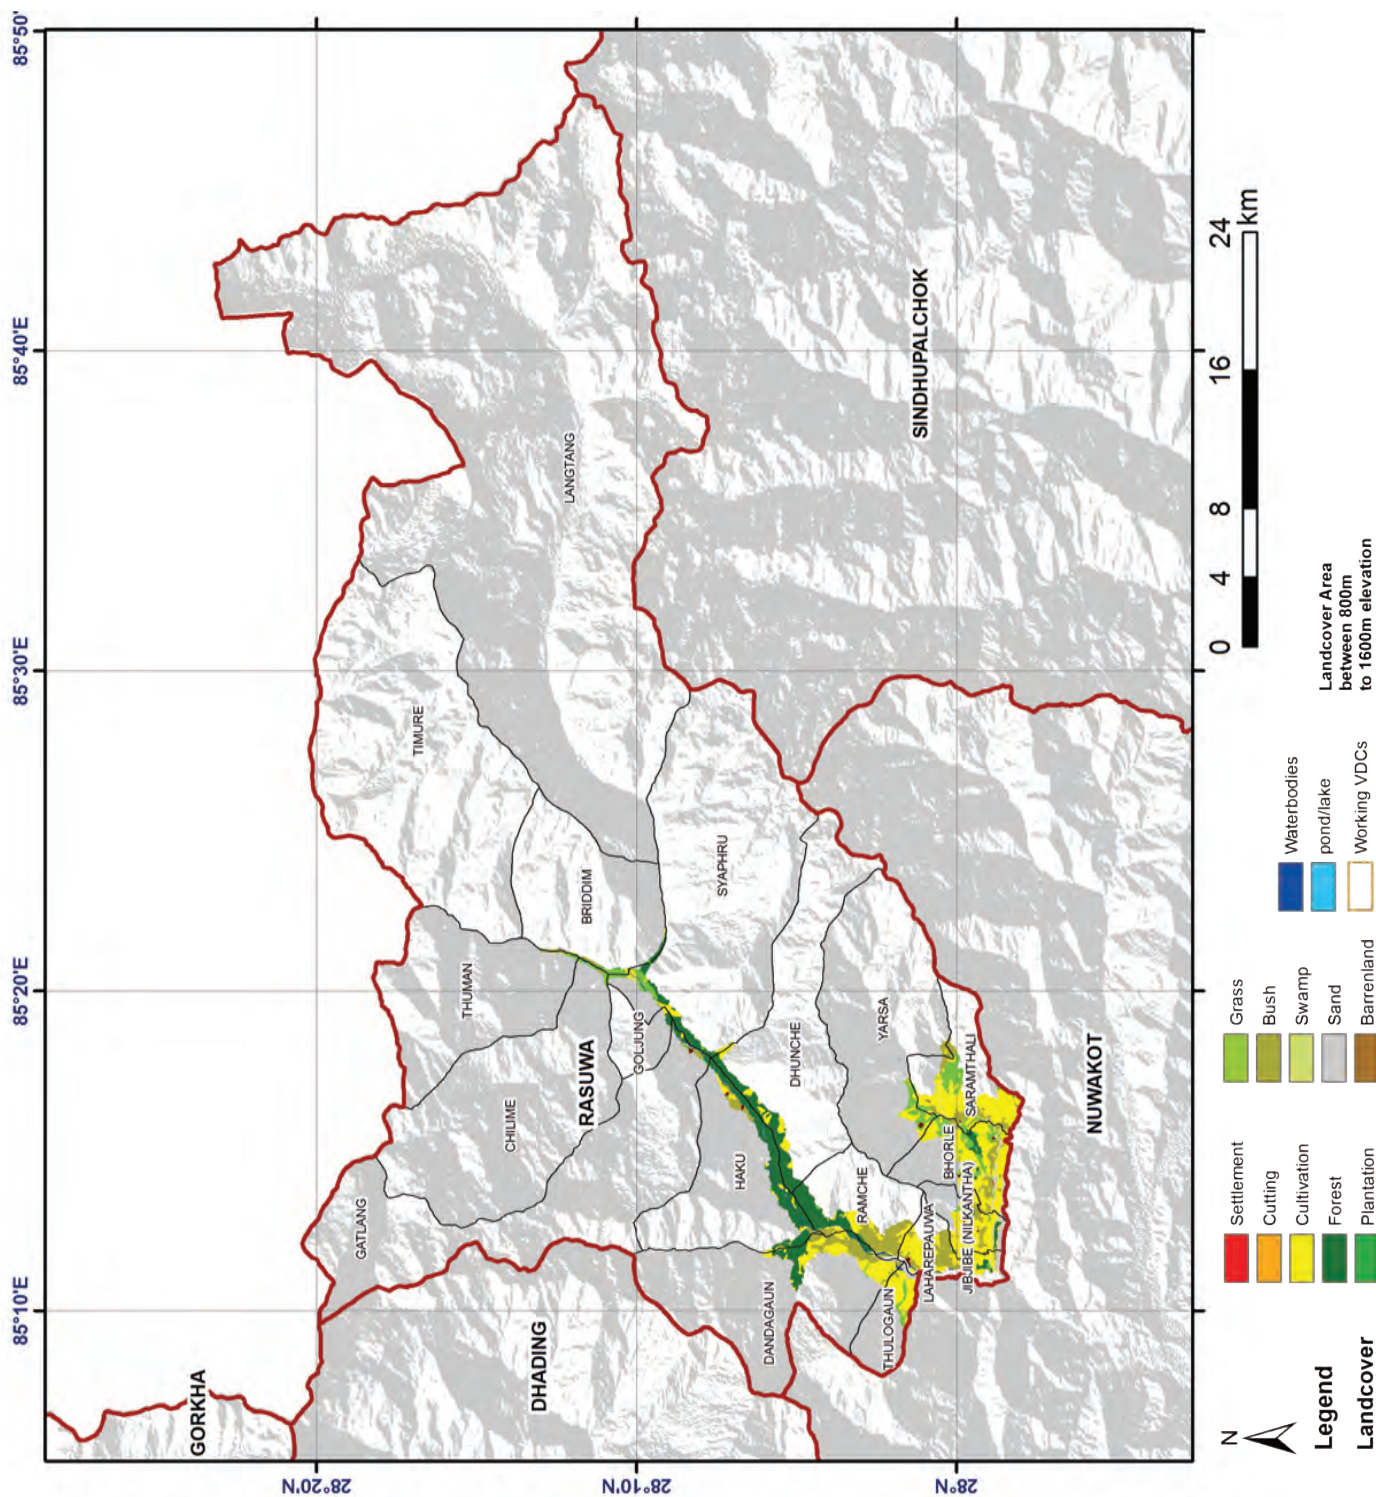 85°10'E
85°20'E
85°30'E
85°40'E
85°50'
28°20'N
28°10'N
28°N
GORKHA
DHADING
RASUWA
NUWAKOT
SINDHUPALCHOK
GATLANG
CHILIME
THUMAN
TIMURE
BRIDDIM
LANGTANG
GOLJUNG
SYAPHRU
HAKU
DHUNCHE
DANDAGAUN
RAMCHE
YARSA
THULOGAUN
LAHAREPAUWA
BHORLE
SARAMTHALI
JIBJIBE (NILKANTHA)
N
0 4 8 16 24
km
Legend
Landcover
Settlement
Cutting
Cultivation
Forest
Plantation
Grass
Bush
Swamp
Sand
Barrenland
Waterbodies
pond/lake
Working VDCs
Landcover Area
between 800m
to 1600m elevation